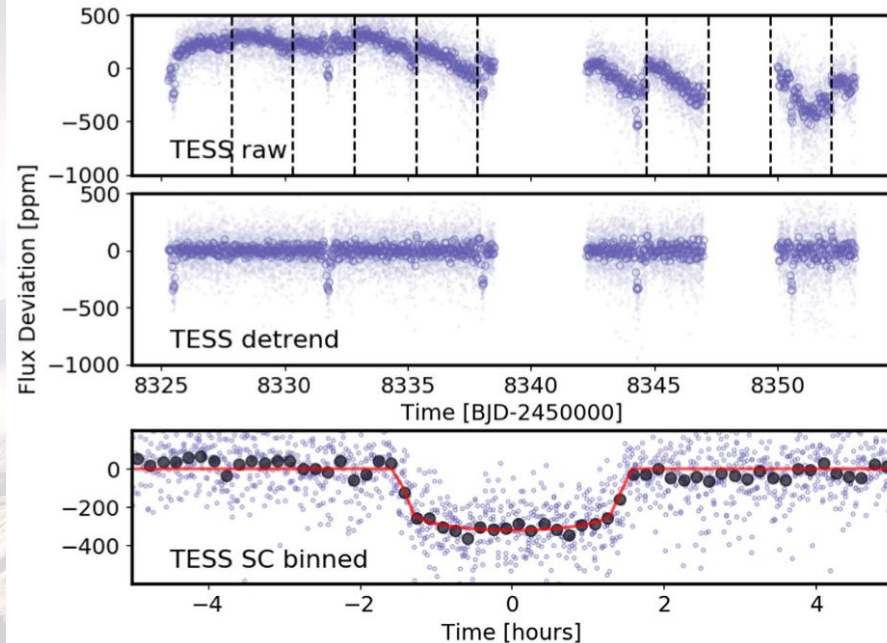 500
0
−500
−1000
TESS raw
500
0
−500
−1000
TESS detrend
Flux Deviation [ppm]
8325 8330 8335 8340 8345 8350
Time [BJD-2450000]
0
−200
−400
TESS SC binned
−4 −2 0 2 4
Time [hours]